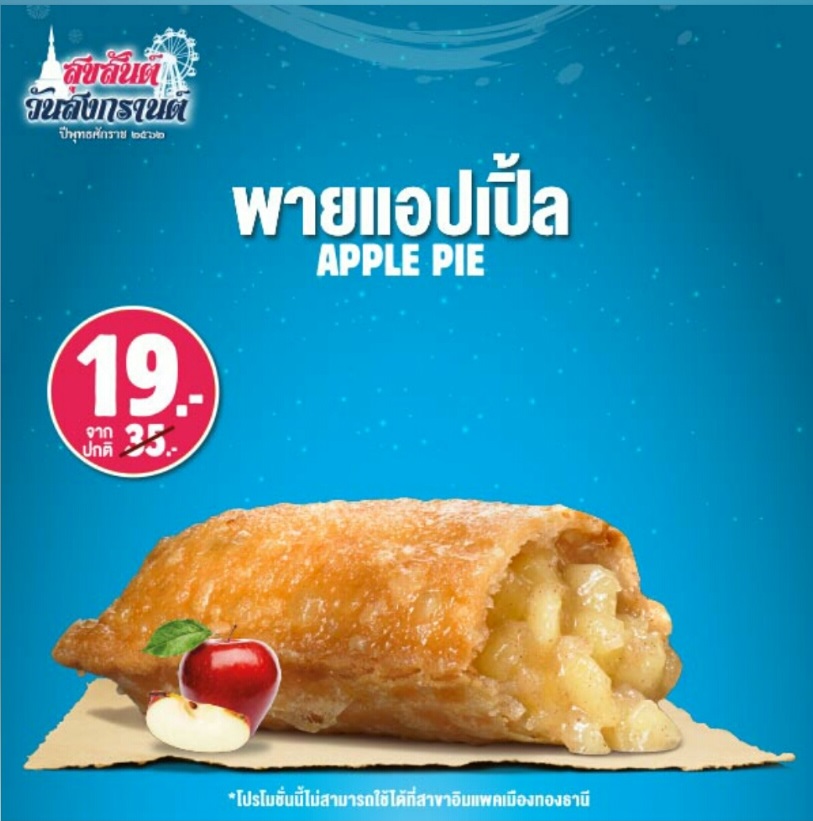 สุขสันต์
วันสงกรานต์
ปีพุทธศักราช ๒๕๖๒
พายแอปเปิ้ล
APPLE PIE
19.-
จาก
ปกติ 35.-
*โปรโมชั่นนี้ไม่สามารถใช้ได้ที่สาขาอิมแพคเมืองทองธานี